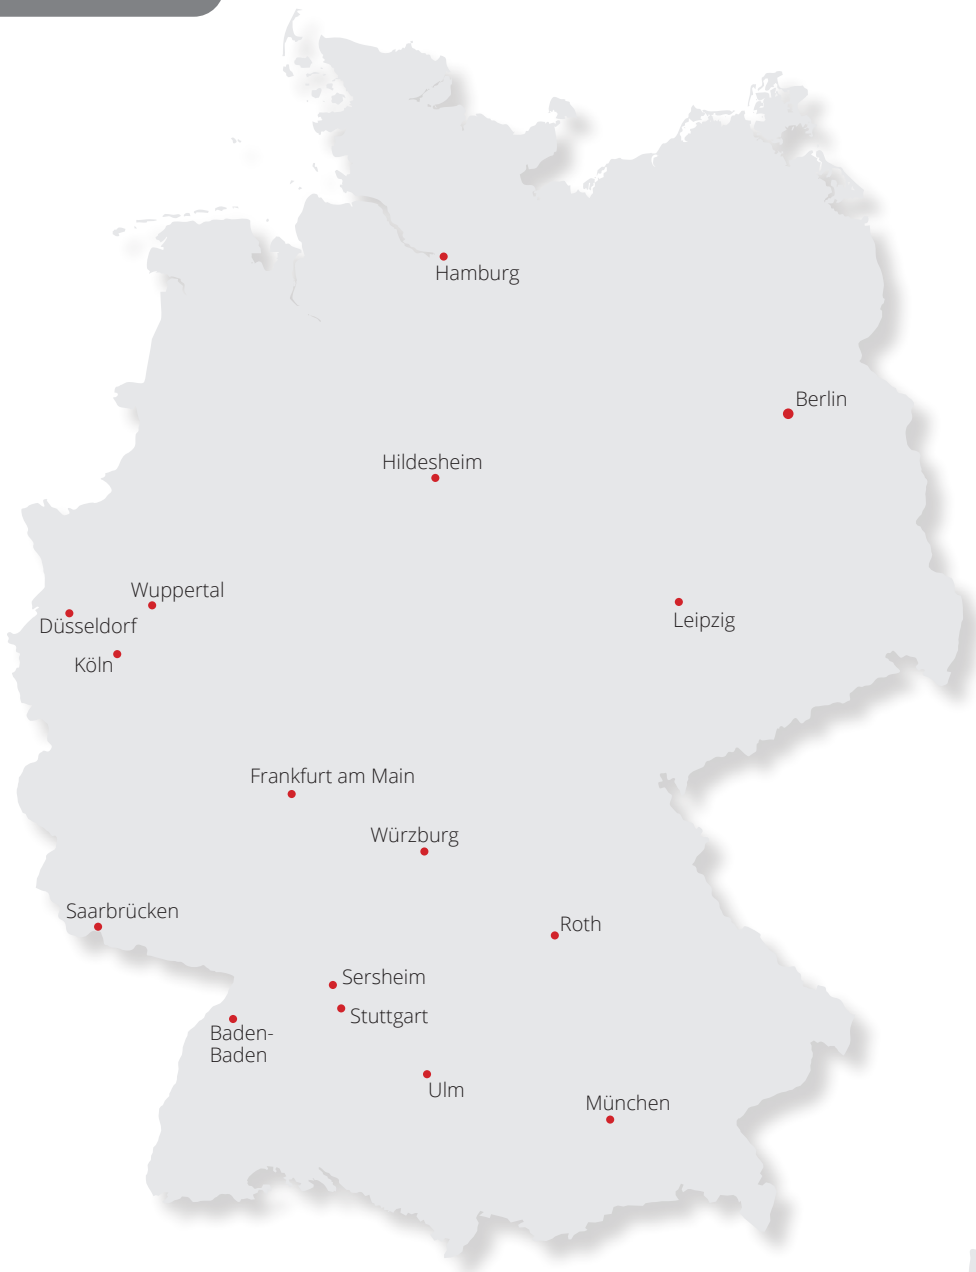 Hamburg
Berlin
Hildesheim
Wuppertal
Düsseldorf
Leipzig
Köln
Frankfurt am Main
Würzburg
Saarbrücken
Roth
Sersheim
Stuttgart
Baden-
Baden
Ulm
München